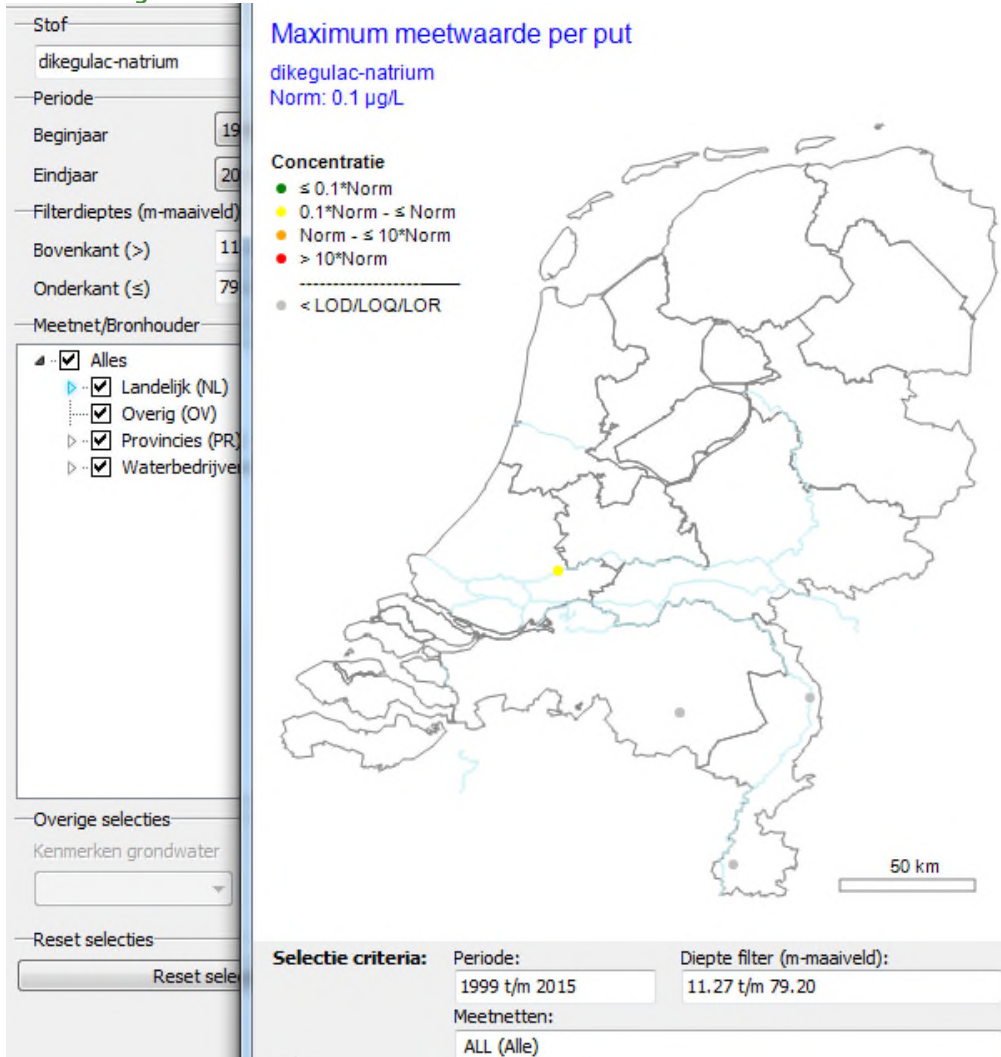 Stof
dikegulac-natrium
Periode
Beginjaar
19
Eindjaar
20
Filterdieptes (m-maaiveld)
Bovenkant (>)
11
Onderkant (≤)
79
Meetnet/Bronhouder
Alles
Landelijk (NL)
Overig (OV)
Provincies (PR)
Waterbedrijve
Overige selecties
Kenmerken grondwater
Reset selecties
Reset sele
Maximum meetwaarde per put
dikegulac-natrium
Norm: 0.1 µg/L
Concentratie
≤ 0.1*Norm
0.1*Norm - ≤ Norm
Norm - ≤ 10*Norm
> 10*Norm
< LOD/LOQ/LOR
50 km
Selectie criteria:
Periode:
Diepte filter (m-maaiveld):
1999 t/m 2015
11.27 t/m 79.20
Meetnetten:
ALL (Alle)